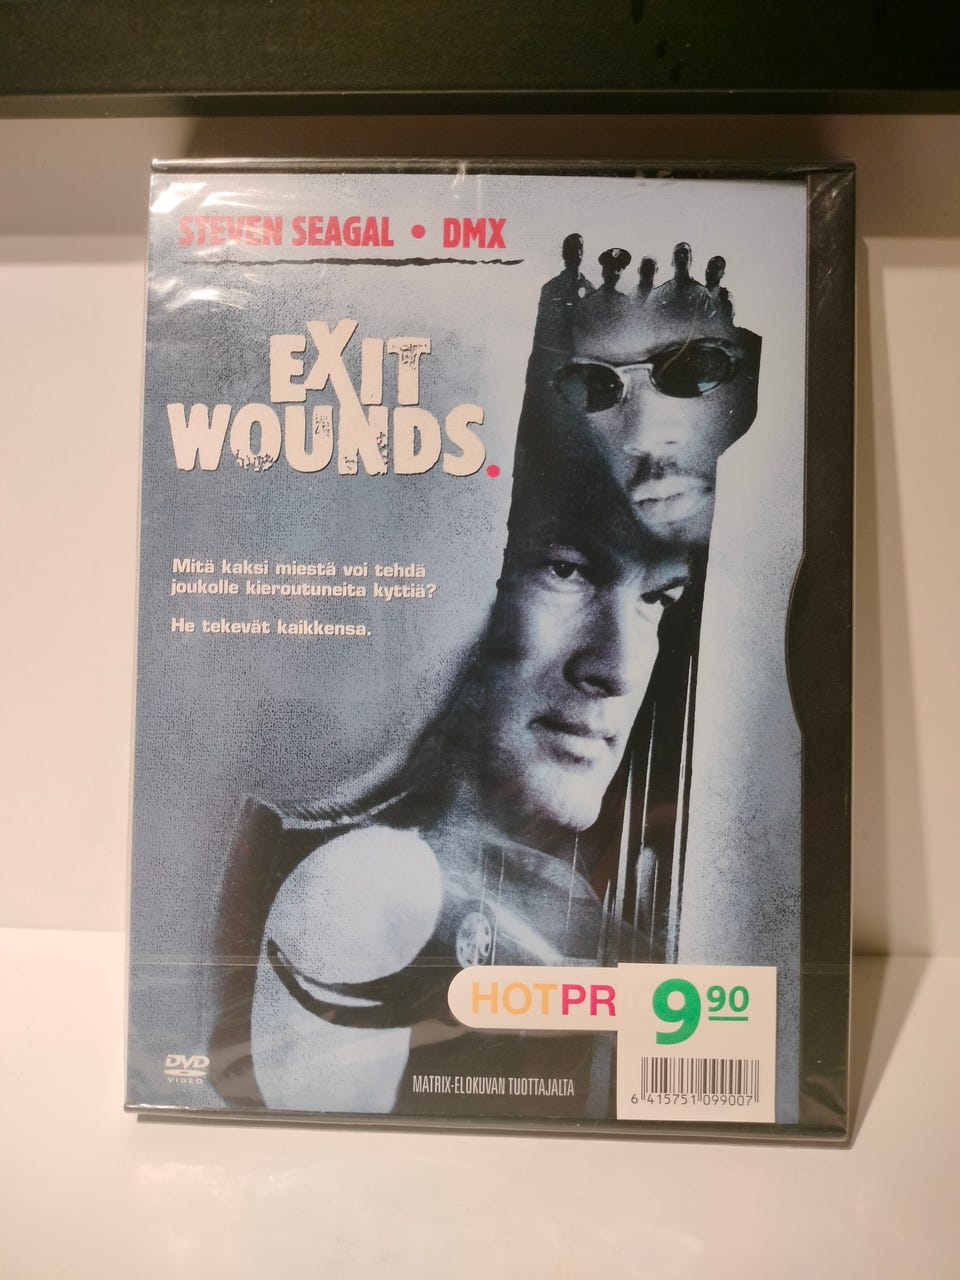 STEVEN SEAGAL • DMX
EXIT
WOUNDS.
Mitä kaksi miestä voi tehdä
joukolle kieroutuneita kyttiä?
He tekevät kaikkensa.
HOTPR
9 90
6 415751 099007
DVD
VIDEO
MATRIX-ELOKUVAN TUOTTAJALTA